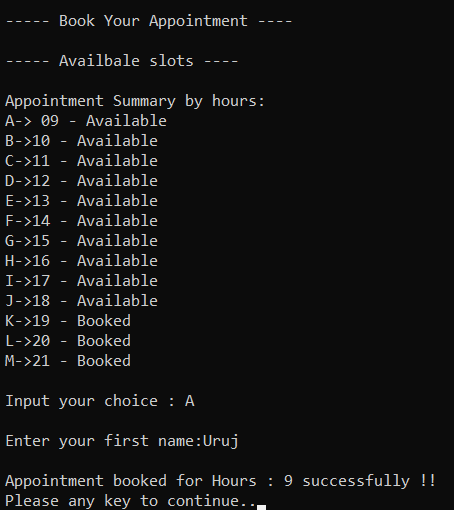 ----- Book Your Appointment ----
----- Availbale slots ----
Appointment Summary by hours:
A-> 09 - Available
B->10 - Available
C->11 - Available
D->12 - Available
E->13 - Available
F->14 - Available
G->15 - Available
H->16 - Available
I->17 - Available
J->18 - Available
K->19 - Booked
L->20 - Booked
M->21 - Booked
Input your choice : A
Enter your first name:Uruj
Appointment booked for Hours : 9 successfully !!
Please any key to continue..